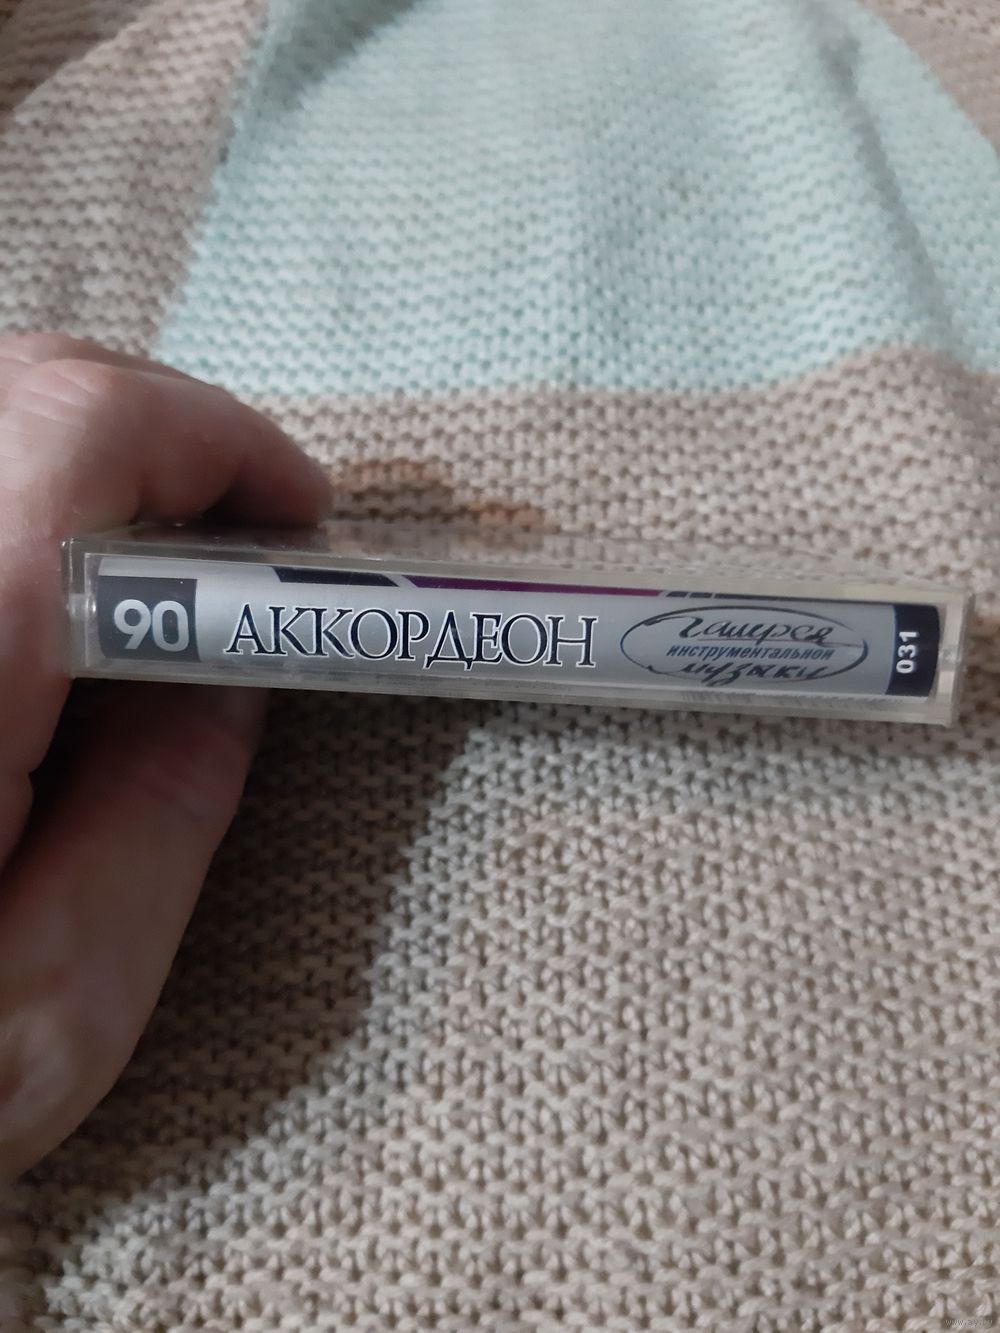 90
АККОРДЕОН
Галерея
инструментальной
музыки
031